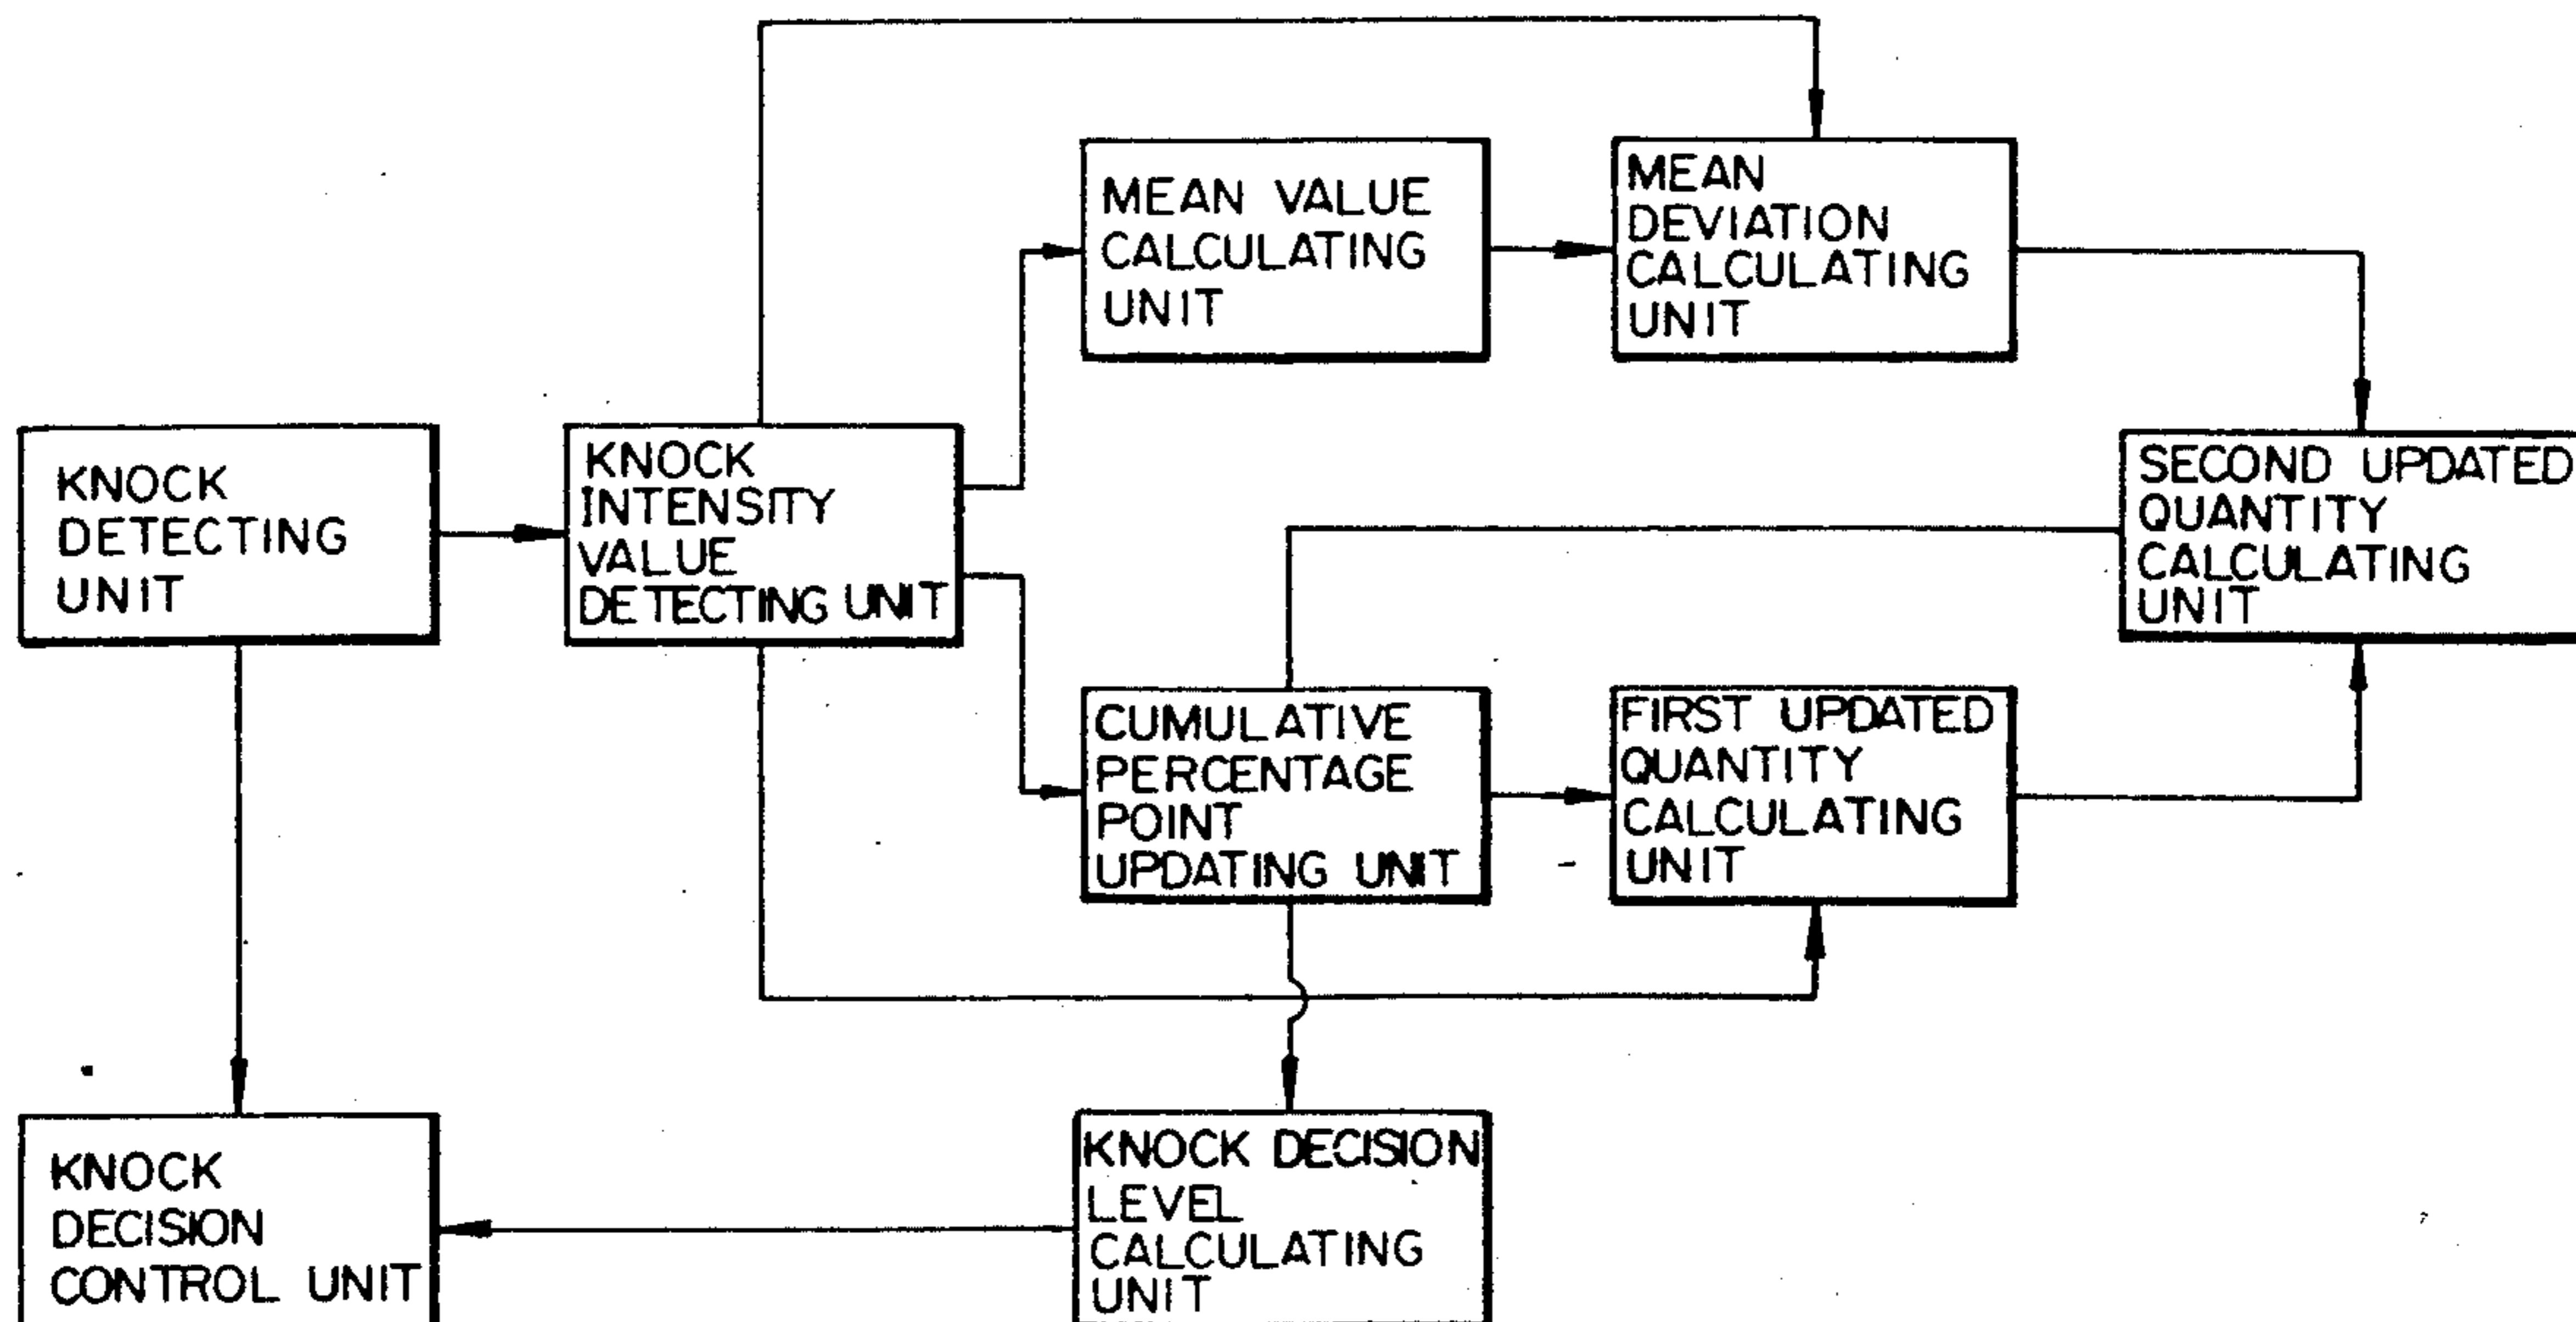 MEAN VALUE
CALCULATING
UNIT
MEAN
DEVIATION
CALCULATING
UNIT
KNOCK
DETECTING
UNIT
KNOCK
INTENSITY
VALUE
DETECTING UNIT
SECOND UPDATED
QUANTITY
CALCULATING
UNIT
CUMULATIVE
PERCENTAGE
POINT
UPDATING UNIT
FIRST UPDATED
QUANTITY
CALCULATING
UNIT
KNOCK
DECISION
CONTROL UNIT
KNOCK DECISION
LEVEL
CALCULATING
UNIT